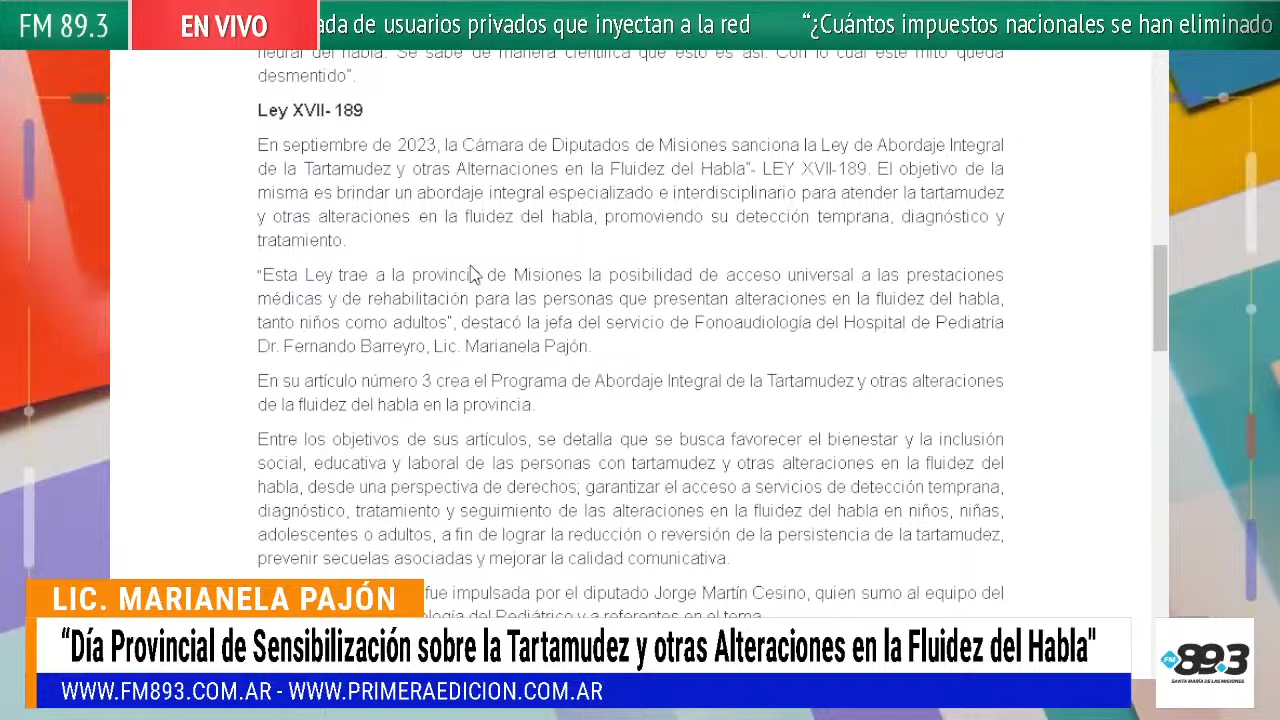 FM 89.3
EN VIVO
ada de usuarios privados que inyectan a la red “¿Cuántos impuestos nacionales se han eliminado
neural del habla. Se sabe de manera científica que esto es así. Con lo cual este mito queda
desmentido”.
Ley XVII- 189
En septiembre de 2023, la Cámara de Diputados de Misiones sanciona la Ley de Abordaje Integral
de la Tartamudez y otras Alternaciones en la Fluidez del Habla”- LEY XVII-189. El objetivo de la
misma es brindar un abordaje integral especializado e interdisciplinario para atender la tartamudez
y otras alteraciones en la fluidez del habla, promoviendo su detección temprana, diagnóstico y
tratamiento.
“Esta Ley trae a la provincia de Misiones la posibilidad de acceso universal a las prestaciones
médicas y de rehabilitación para las personas que presentan alteraciones en la fluidez del habla,
tanto niños como adultos”, destacó la jefa del servicio de Fonoaudiología del Hospital de Pediatría
Dr. Fernando Barreyro, Lic. Marianela Pajón.
En su artículo número 3 crea el Programa de Abordaje Integral de la Tartamudez y otras alteraciones
de la fluidez del habla en la provincia.
Entre los objetivos de sus artículos, se detalla que se busca favorecer el bienestar y la inclusión
social, educativa y laboral de las personas con tartamudez y otras alteraciones en la fluidez del
habla, desde una perspectiva de derechos; garantizar el acceso a servicios de detección temprana,
diagnóstico, tratamiento y seguimiento de las alteraciones en la fluidez del habla en niños, niñas,
adolescentes o adultos, a fin de lograr la reducción o reversión de la persistencia de la tartamudez,
prevenir secuelas asociadas y mejorar la calidad comunicativa.
fue impulsada por el diputado Jorge Martín Cesino, quien sumo al equipo del
ología del Pediátrico y a referentes en el tema
LIC. MARIANELA PAJÓN
“Día Provincial de Sensibilización sobre la Tartamudez y otras Alteraciones en la Fluidez del Habla"
WWW.FM893.COM.AR - WWW.PRIMERAEDICION.COM.AR
FM 89.3
SANTA MARÍA DE LAS MISIONES